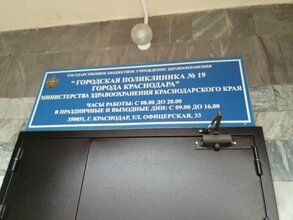 ГОСУДАРСТВЕННОЕ БЮДЖЕТНОЕ УЧРЕЖДЕНИЕ ЗДРАВООХРАНЕНИЯ
"ГОРОДСКАЯ ПОЛИКЛИНИКА № 19
ГОРОДА КРАСНОДАРА"
МИНИСТЕРСТВА ЗДРАВООХРАНЕНИЯ КРАСНОДАРСКОГО КРАЯ
ЧАСЫ РАБОТЫ: С 08.00 ДО 20.00
В ПРАЗДНИЧНЫЕ И ВЫХОДНЫЕ ДНИ: С 09.00 ДО 16.00
350051, Г. КРАСНОДАР, УЛ. ОФИЦЕРСКАЯ, 33